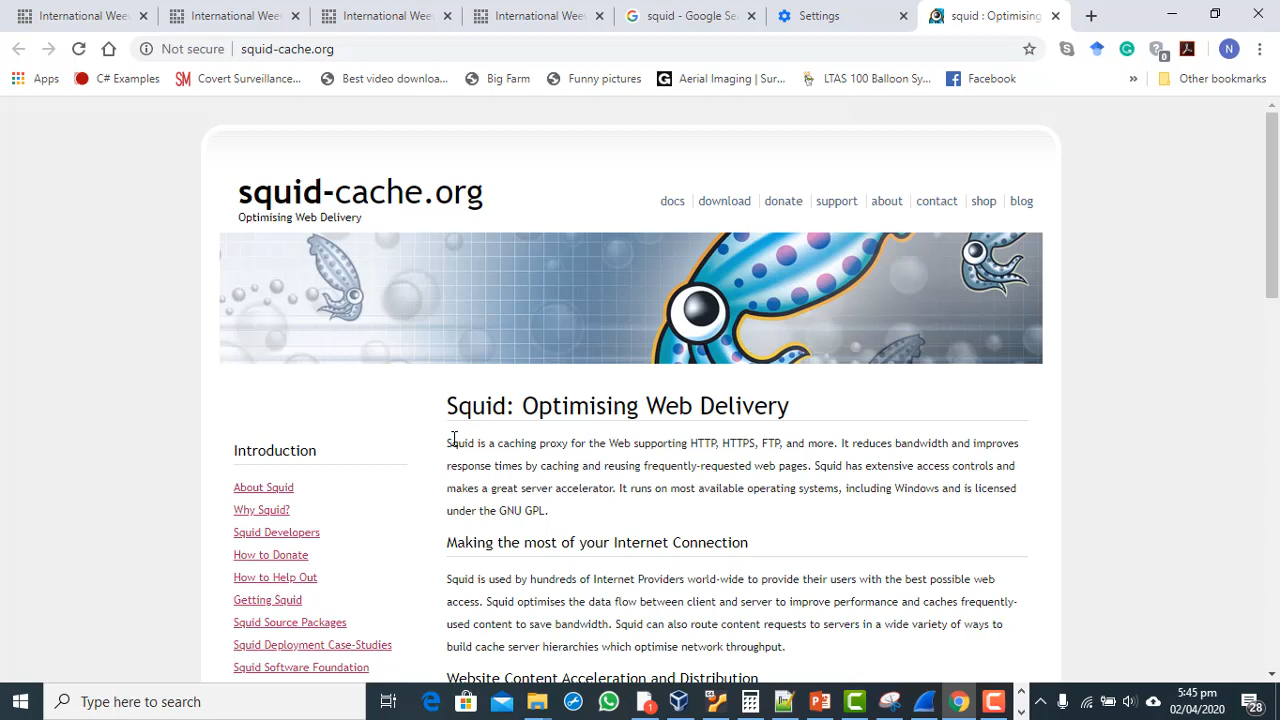 International Wee
International Wee
International Wee
International Wee
squid - Goog
Settings
squid : Optimising
Not secure
squid-cache.org
N
Apps
C# Examples
SM Covert Surveillance...
Best video downloa...
Big Farm
Funny pictures
G Aerial Imaging | Sur...
LTAS 100 Balloon Sy...
Facebook
»
Other bookmarks
0
squid-cache.org
Optimising Web Delivery
docs
download
donate
support
about
contact
shop
blog
Squid: Optimising Web Delivery
Squid is a caching proxy for the Web supporting HTTP, HTTPS, FTP, and more. It reduces bandwidth and improves
response times by caching and reusing frequently-requested web pages. Squid has extensive access controls and
makes a great server accelerator. It runs on most available operating systems, including Windows and is licensed
under the GNU GPL.
Introduction
About Squid
Why Squid?
Squid Developers
How to Donate
How to Help Out
Getting Squid
Squid Source Packages
Squid Deployment Case-Studies
Squid Software Foundation
Making the most of your Internet Connection
Squid is used by hundreds of Internet Providers world-wide to provide their users with the best possible web
access. Squid optimises the data flow between client and server to improve performance and caches frequently-
used content to save bandwidth. Squid can also route content requests to servers in a wide variety of ways to
build cache server hierarchies which optimise network throughput.
Website Content Acceleration and Distribution
Type here to search
1
5:45 pm
02/04/2020
28